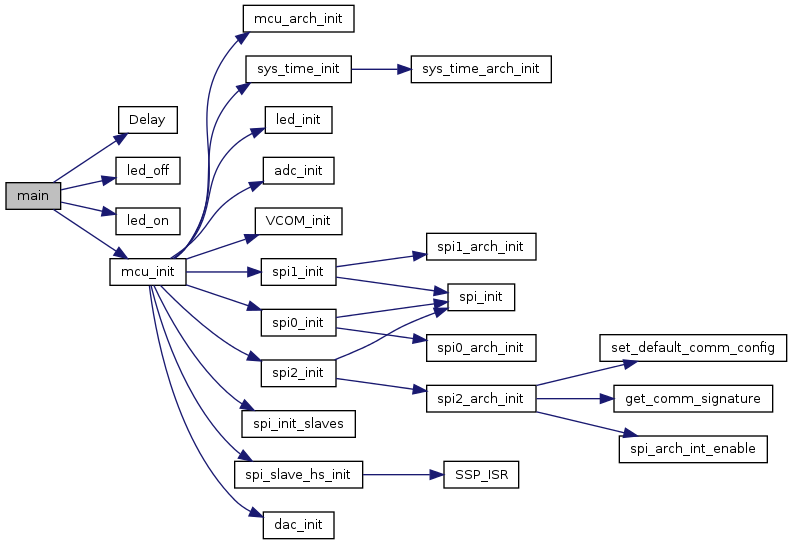 mcu_arch_init
sys_time_init
sys_time_arch_init
Delay
led_init
led_off
adc_init
main
led_on
VCOM_init
spi1_arch_init
mcu_init
spi1_init
spi_init
spi0_init
spi0_arch_init
set_default_comm_config
spi2_init
spi2_arch_init
get_comm_signature
spi_init_slaves
spi_arch_int_enable
spi_slave_hs_init
SSP_ISR
dac_init